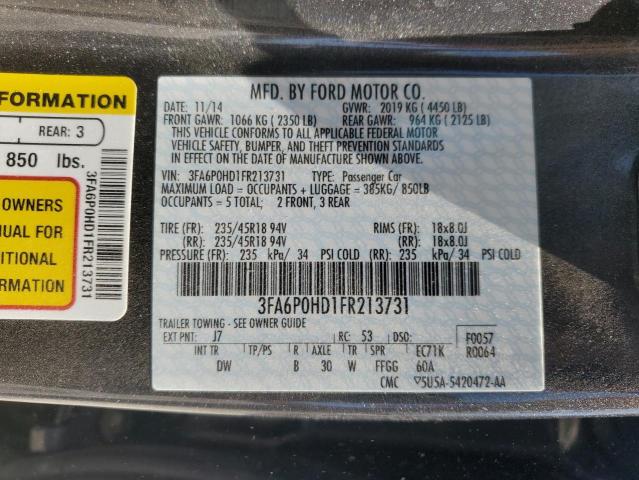 FORMATION
REAR: 3
850 lbs.
OWNERS
NUAL FOR
ITIONAL
FORMATION
3FA6P0HD1FR213731
MFD. BY FORD MOTOR CO.
DATE: 11/14 GVWR: 2019 KG ( 4450 LB)
FRONT GAWR: 1066 KG ( 2350 LB) REAR GAWR: 964 KG ( 2125 LB)
THIS VEHICLE CONFORMS TO ALL APPLICABLE FEDERAL MOTOR
VEHICLE SAFETY, BUMPER, AND THEFT PREVENTION STANDARDS
IN EFFECT ON THE DATE OF MANUFACTURE SHOWN ABOVE.
VIN: 3FA6P0HD1FR213731 TYPE: Passenger Car
MAXIMUM LOAD = OCCUPANTS + LUGGAGE = 385KG/ 850LB
OCCUPANTS = 5 TOTAL; 2 FRONT, 3 REAR
TIRE (FR): 235/45R18 94V RIMS (FR): 18x8.0J
(RR): 235/45R18 94V (RR): 18x8.0J
PRESSURE (FR): 235 kPa/ 34 PSI COLD (RR): 235 kPa/ 34 PSI COLD
3FA6P0HD1FR213731
TRAILER TOWING - SEE OWNER GUIDE
EXT PNT: J7 RC: 53 DSO: F0057
INT TR TP/PS R AXLE TR SPR EC71K R0064
DW B 30 W FFGG 60A
CMC ▽5U5A-5420472-AA